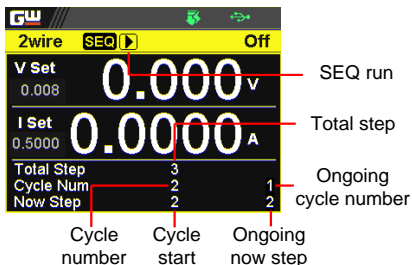 GW
2wire SEQ Off
V Set
0.008
0.000 V
SEQ run
I Set
0.5000
0.0000 A
Total step
Total Step 3
Cycle Num 2 1
Now Step 2 2
Ongoing
cycle number
Cycle
number
Cycle
start
Ongoing
now step